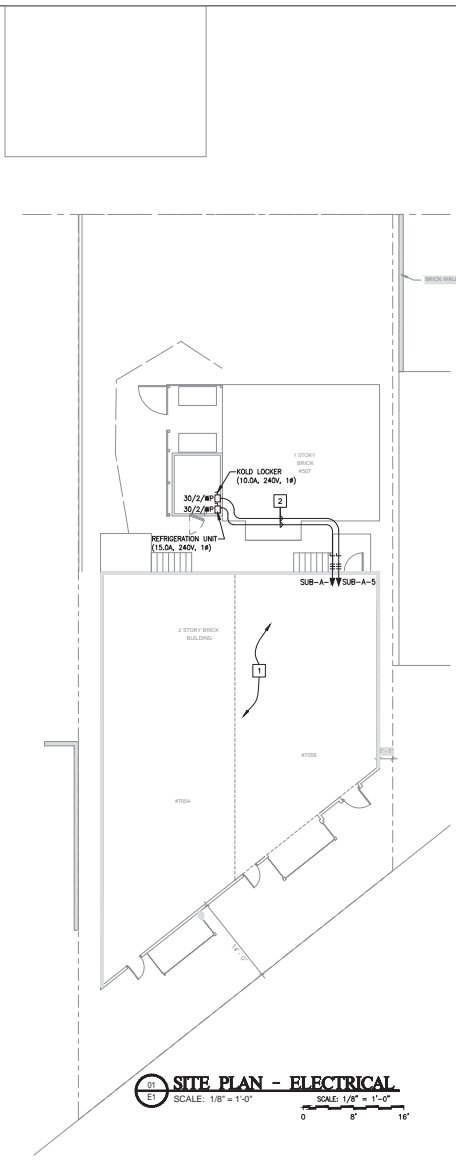 BRICK WALL
1 STORY
BRICK
#507
KOLD LOCKER
(10.0A, 240V, 1ø)
2
30/2/WP
30/2/WP
REFRIGERATION UNIT
(15.0A, 240V, 1ø)
SUB-A- SUB-A-5
2 STORY BRICK
BUILDING
1
#7056
#7054
14'-0"
01
E1
SITE PLAN - ELECTRICAL
SCALE: 1/8" = 1'-0"
SCALE: 1/8" = 1'-0"
0 8' 16'